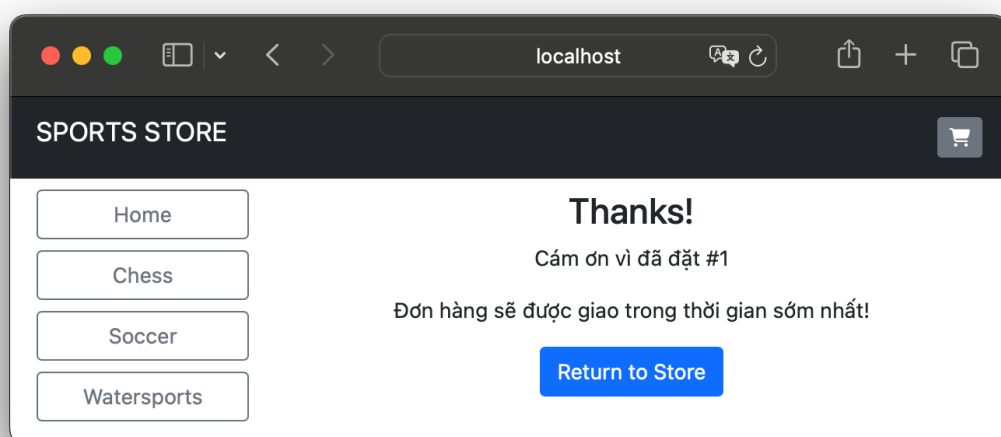 localhost
SPORTS STORE
Home
Chess
Soccer
Watersports
Thanks!
Cám ơn vì đã đặt #1
Đơn hàng sẽ được giao trong thời gian sớm nhất!
Return to Store